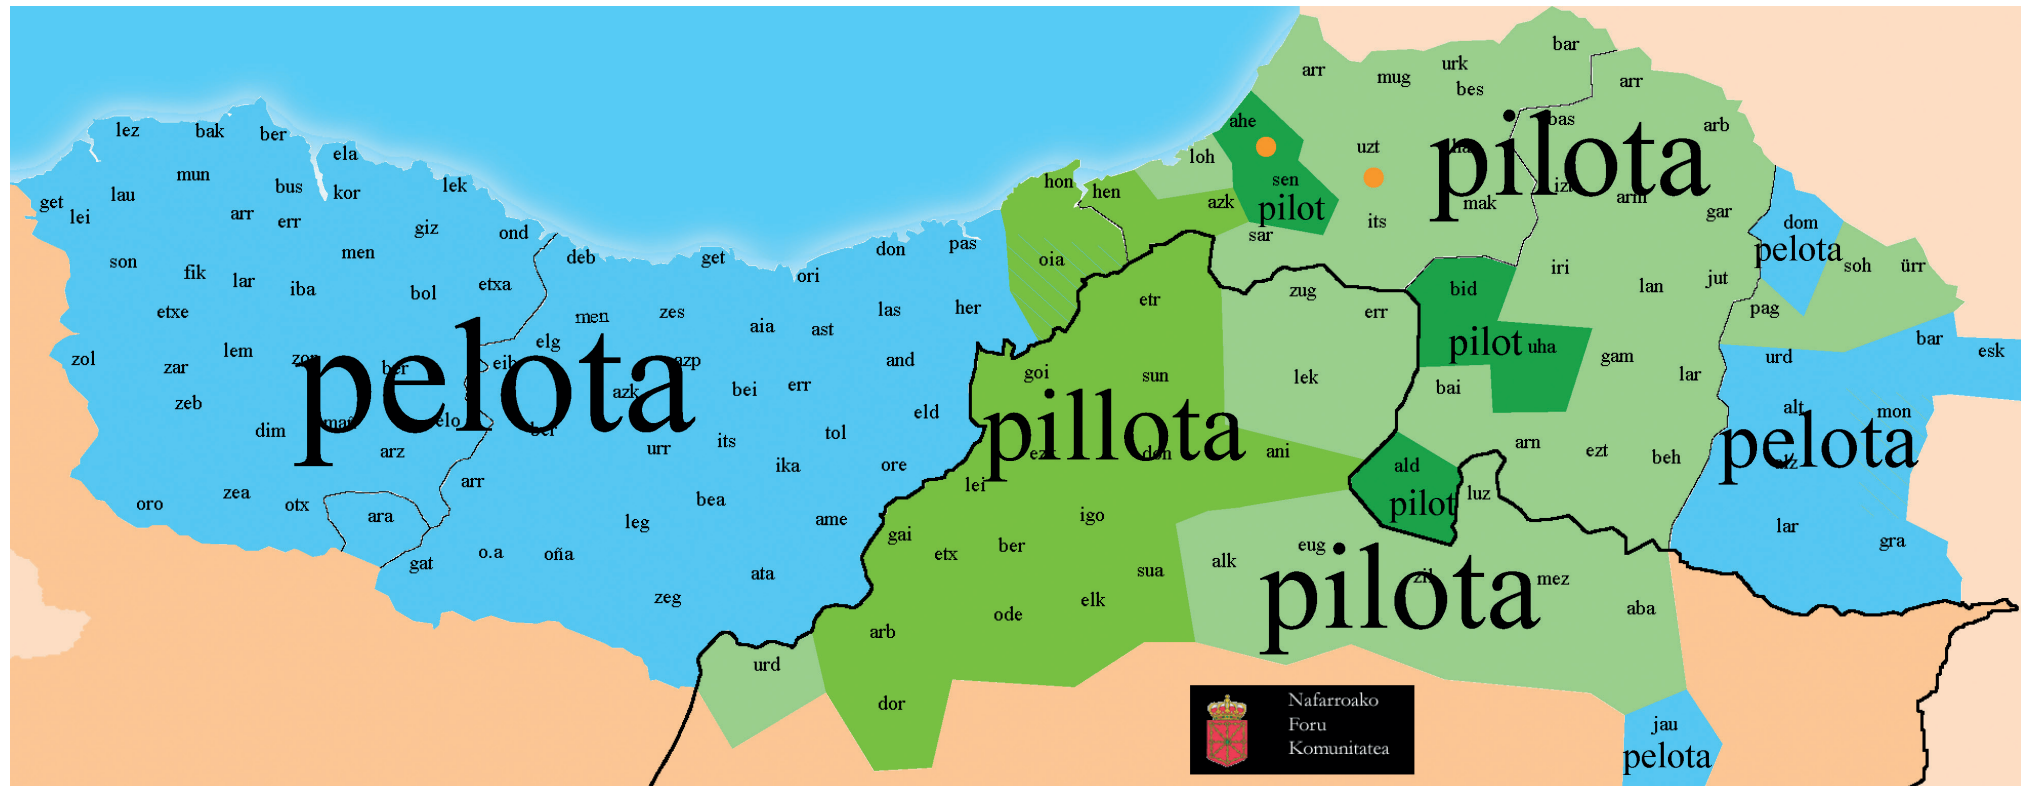 bar
arr
mug
urk
bes
arr
pilota
ahe
bas
arb
lez
bak
ber
ela
loh
uzt
mun
lau
bus
kor
lek
hon
hen
sen
arm
get
lei
arr
err
giz
azk
pilot
its
mak
gar
ond
sar
dom
pelota
son
fik
lar
men
deb
get
ori
don
pas
oia
soh
ürr
iba
bol
etxa
iri
lan
jut
etxe
men
zes
aia
ast
las
her
etr
zug
err
bid
pag
zol
zar
lem
zor
ber
eib
elg
azp
and
pilot
uha
gam
urd
bar
esk
pelota
zeb
azk
bei
err
goi
sun
lek
bai
lar
dim
mañ
elo
ber
eld
pillota
alt
mon
pelota
arz
urr
its
tol
ika
ore
ani
ald
pilot
arn
ezt
beh
oro
zea
otx
ara
arr
bea
leg
ame
lei
igo
luz
lar
gra
gat
o.a
oña
ata
zeg
gai
etx
ber
sua
alk
eug
zil
pilota
mez
aba
ode
elk
arb
urd
dor
jau
pelota
Nafarroako
Foru
Komunitatea